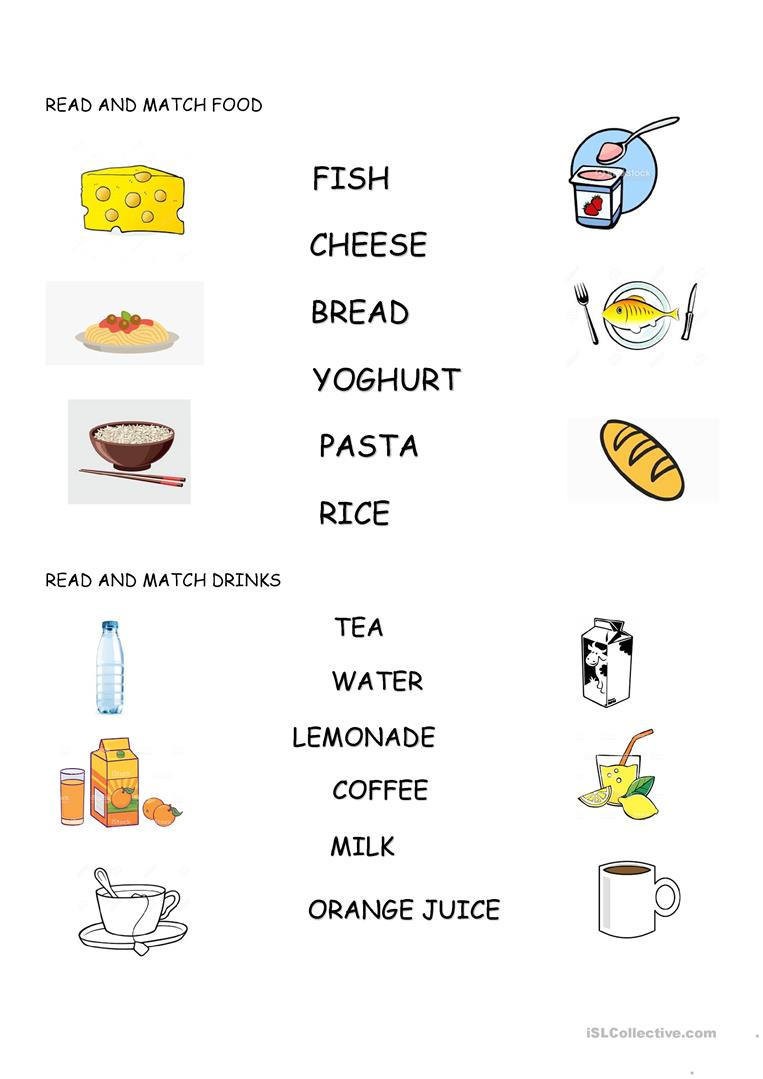 READ AND MATCH FOOD
FISH
CHEESE
BREAD
YOGHURT
PASTA
RICE
READ AND MATCH DRINKS
TEA
WATER
LEMONADE
COFFEE
MILK
ORANGE JUICE
iSLCollective.com